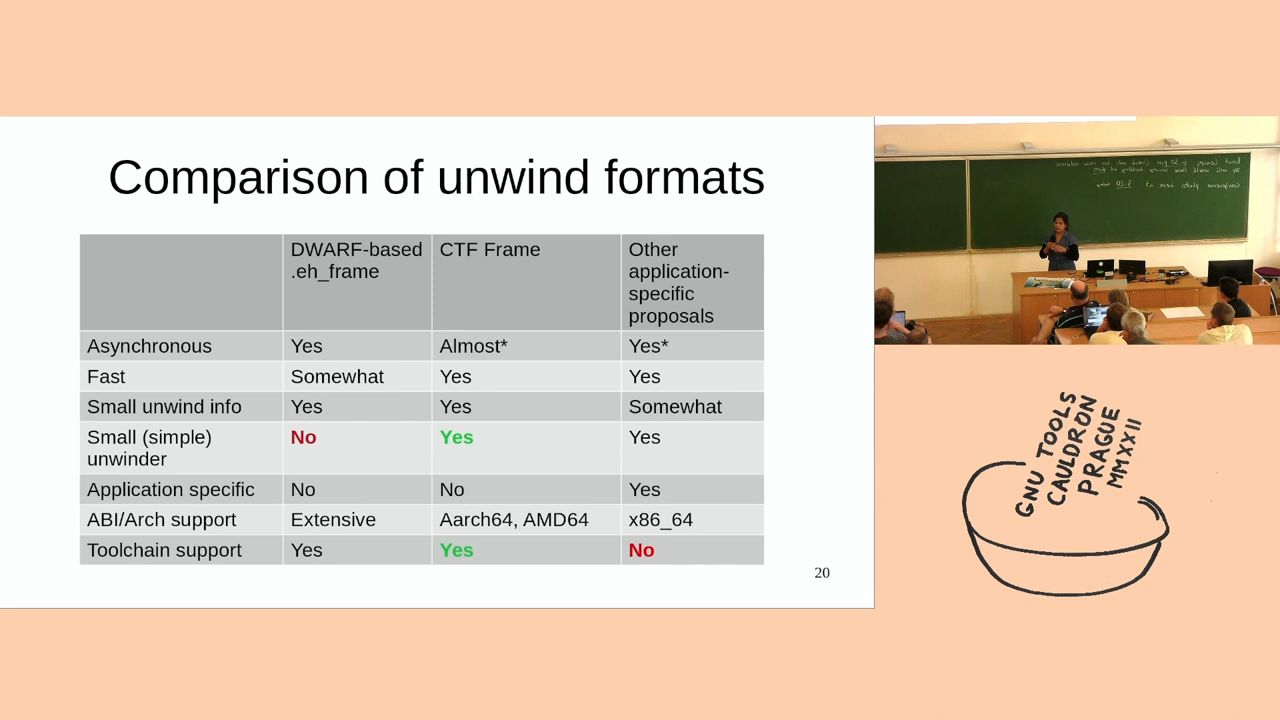 Comparison of unwind formats
DWARF-based CTF Frame Other
.eh_frame application-
specific
proposals
Asynchronous Yes Almost* Yes*
Fast Somewhat Yes Yes
Small unwind info Yes Yes Somewhat
Small (simple) No Yes Yes
unwinder
Application specific No No Yes
ABI/Arch support Extensive Aarch64, AMD64 x86_64
Toolchain support Yes Yes No
20
GNU TOOLS
CAULDRON
PRAGUE
MMXXII